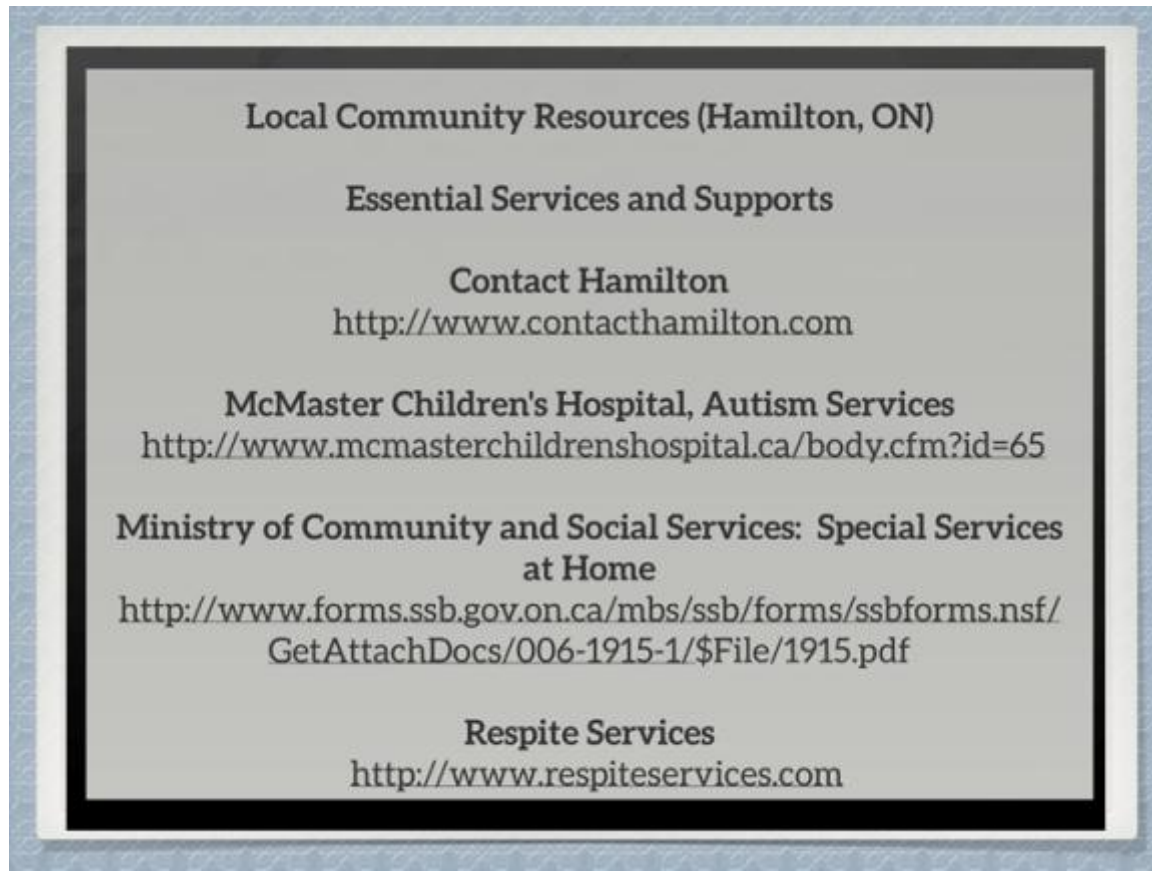 Local Community Resources (Hamilton, ON)
Essential Services and Supports
Contact Hamilton
http://www.contacthamilton.com
McMaster Children's Hospital, Autism Services
http://www.mcmasterchildrenshospital.ca/body.cfm?id=65
Ministry of Community and Social Services:  Special Services
at Home
http://www.forms.ssb.gov.on.ca/mbs/ssb/forms/ssbforms.nsf/
GetAttachDocs/006-1915-1/$File/1915.pdf
Respite Services
http://www.respiteservices.com